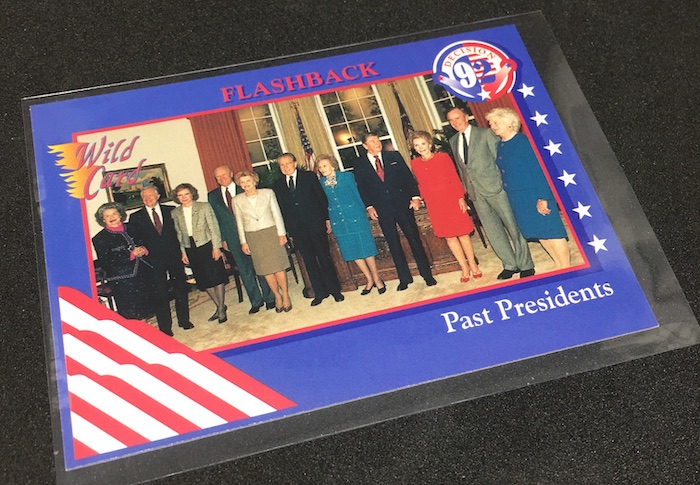 FLASHBACK
DECISION
92
Wild
Card
Past Presidents